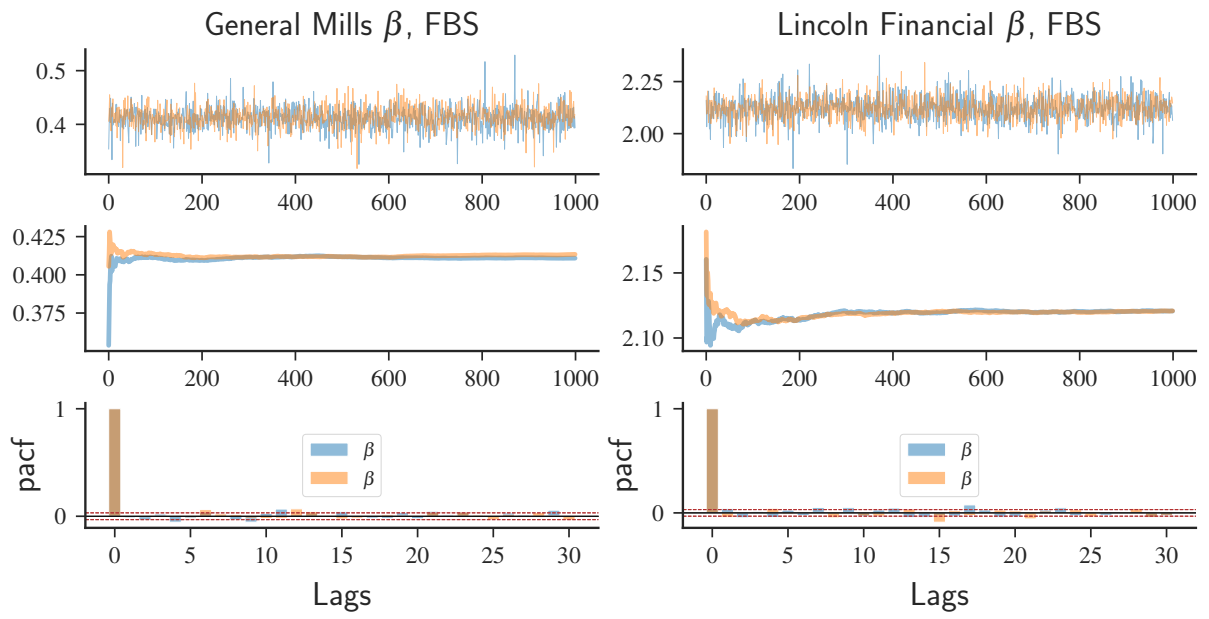 General Mills β, FBS
0.5
0.4
0 200 400 600 800 1000
0.425
0.400
0.375
0 200 400 600 800 1000
1
0
pacf
β
β
0 5 10 15 20 25 30
Lags
Lincoln Financial β, FBS
2.25
2.00
0 200 400 600 800 1000
2.15
2.10
0 200 400 600 800 1000
1
0
pacf
β
β
0 5 10 15 20 25 30
Lags